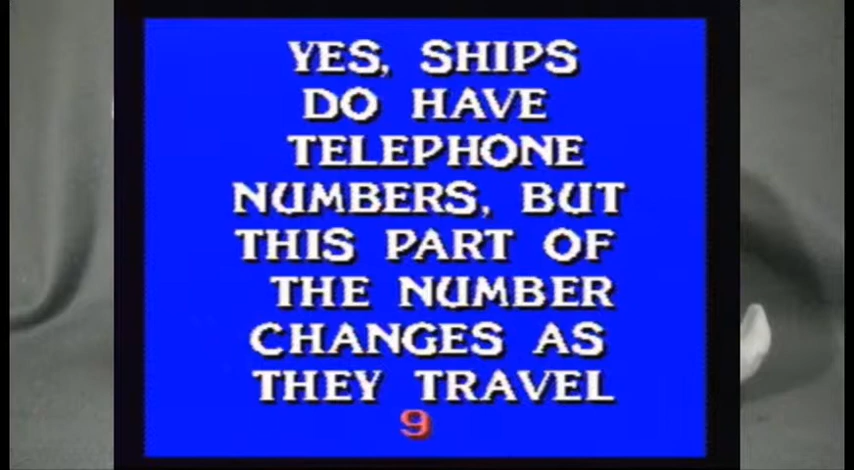 YES, SHIPS
DO HAVE
TELEPHONE
NUMBERS, BUT
THIS PART OF
THE NUMBER
CHANGES AS
THEY TRAVEL
9